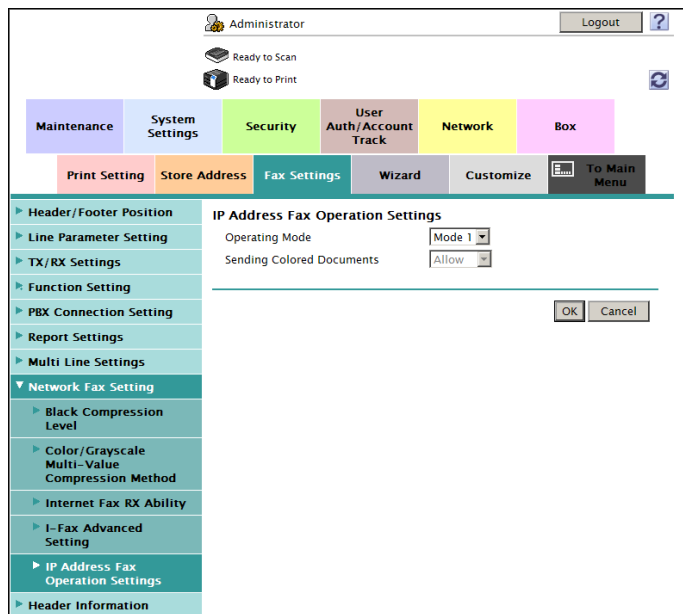 Administrator
Logout
?
Ready to Scan
Ready to Print
Maintenance
System
Settings
Security
User
Auth/Account
Track
Network
Box
Print Setting
Store Address
Fax Settings
Wizard
Customize
To Main
Menu
Header/Footer Position
Line Parameter Setting
TX/RX Settings
Function Setting
PBX Connection Setting
Report Settings
Multi Line Settings
Network Fax Setting
Black Compression
Level
Color/Grayscale
Multi-Value
Compression Method
Internet Fax RX Ability
I-Fax Advanced
Setting
IP Address Fax
Operation Settings
Header Information
IP Address Fax Operation Settings
Operating Mode
Mode 1
Sending Colored Documents
Allow
OK
Cancel